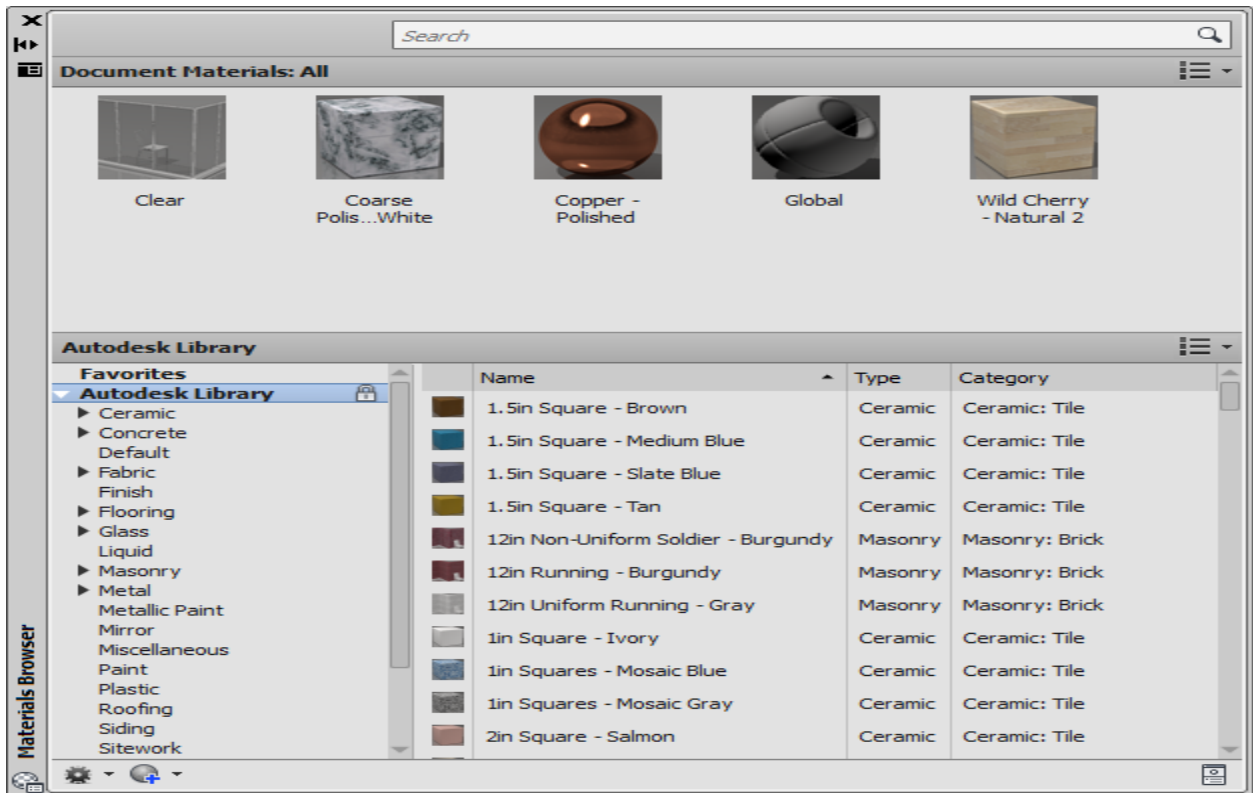 Search
Document Materials: All
Clear
Coarse
Polis...White
Copper -
Polished
Global
Wild Cherry
- Natural 2
Autodesk Library
Favorites
Autodesk Library
Ceramic
Concrete
Default
Fabric
Finish
Flooring
Glass
Liquid
Masonry
Metal
Metallic Paint
Mirror
Miscellaneous
Paint
Plastic
Roofing
Siding
Sitework
Name Type Category
1.5in Square - Brown Ceramic Ceramic: Tile
1.5in Square - Medium Blue Ceramic Ceramic: Tile
1.5in Square - Slate Blue Ceramic Ceramic: Tile
1.5in Square - Tan Ceramic Ceramic: Tile
12in Non-Uniform Soldier - Burgundy Masonry Masonry: Brick
12in Running - Burgundy Masonry Masonry: Brick
12in Uniform Running - Gray Masonry Masonry: Brick
1in Square - Ivory Ceramic Ceramic: Tile
1in Squares - Mosaic Blue Ceramic Ceramic: Tile
1in Squares - Mosaic Gray Ceramic Ceramic: Tile
2in Square - Salmon Ceramic Ceramic: Tile
Materials Browser